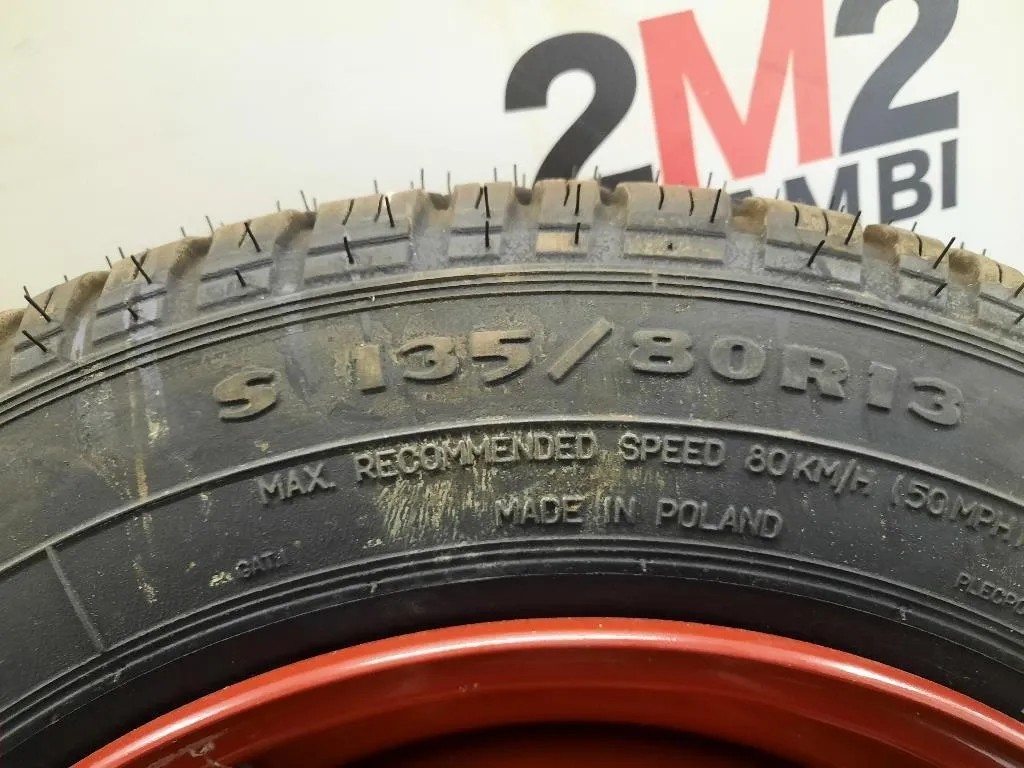 2M2
S 135/80R13
MAX. RECOMMENDED SPEED 80KM/H (50MPH)
MADE IN POLAND